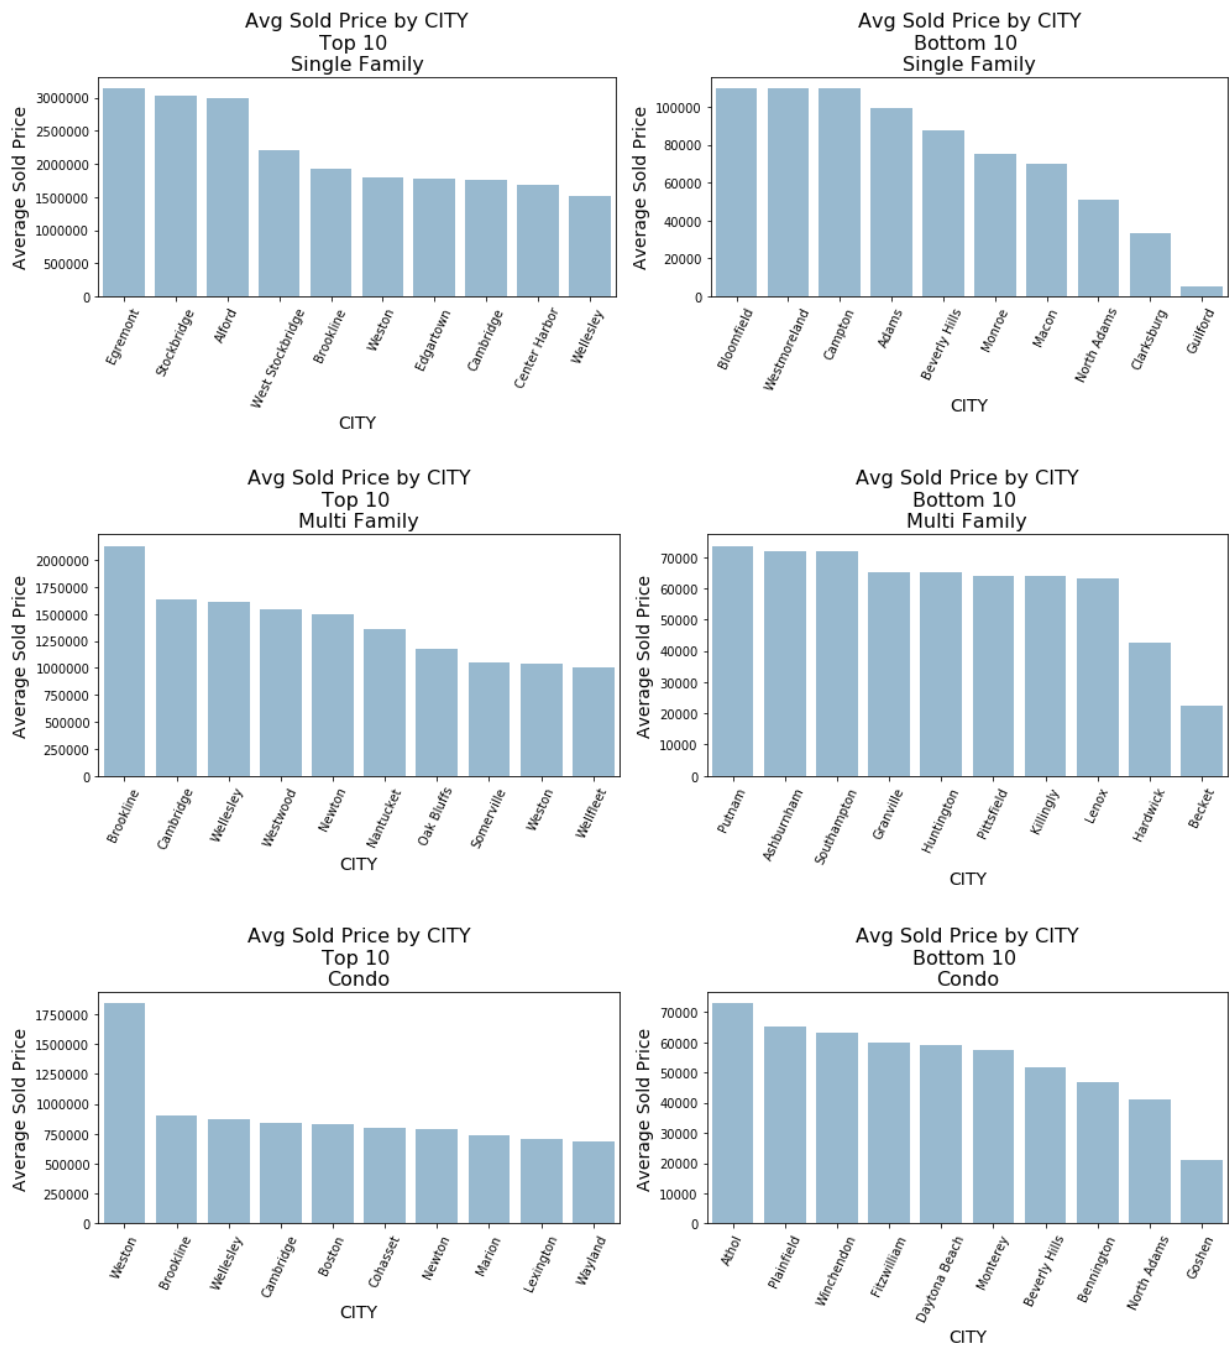 Avg Sold Price by CITY
Top 10
Single Family
Average Sold Price
3000000
2500000
2000000
1500000
1000000
500000
0
Egremont
Stockbridge
Alford
West Stockbridge
Brookline
Weston
Edgartown
Cambridge
Center Harbor
Wellesley
CITY
Avg Sold Price by CITY
Bottom 10
Single Family
Average Sold Price
100000
80000
60000
40000
20000
0
Bloomfield
Westmoreland
Campton
Adams
Beverly Hills
Monroe
Macon
North Adams
Clarksburg
Guilford
CITY
Avg Sold Price by CITY
Top 10
Multi Family
Average Sold Price
2000000
1750000
1500000
1250000
1000000
750000
500000
250000
0
Brookline
Cambridge
Wellesley
Westwood
Newton
Nantucket
Oak Bluffs
Somerville
Weston
Wellfleet
CITY
Avg Sold Price by CITY
Bottom 10
Multi Family
Average Sold Price
70000
60000
50000
40000
30000
20000
10000
0
Putnam
Ashburnham
Southampton
Granville
Huntington
Pittsfield
Killingly
Lenox
Hardwick
Becket
CITY
Avg Sold Price by CITY
Top 10
Condo
Average Sold Price
1750000
1500000
1250000
1000000
750000
500000
250000
0
Weston
Brookline
Wellesley
Cambridge
Boston
Cohasset
Newton
Marion
Lexington
Wayland
CITY
Avg Sold Price by CITY
Bottom 10
Condo
Average Sold Price
70000
60000
50000
40000
30000
20000
10000
0
Athol
Plainfield
Winchendon
Fitzwilliam
Daytona Beach
Monterey
Beverly Hills
Bennington
North Adams
Goshen
CITY